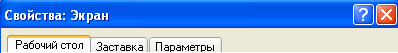 Свойства: Экран
Рабочий стол Заставка Параметры